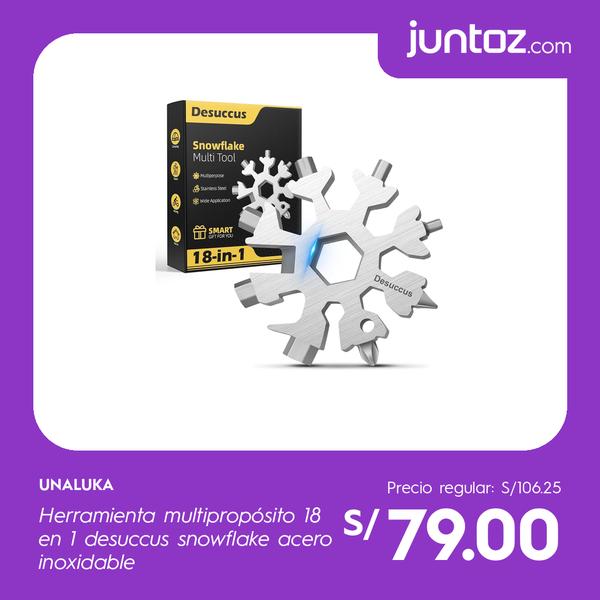 juntoz.com
Desuccus
Snowflake
Multi Tool
Multipurpose
Stainless Steel
Wide Application
SMART
GIFT FOR YOU
18-in-1
Desuccus
UNALUKA
Herramienta multipropósito 18
en 1 desuccus snowflake acero
inoxidable
Precio regular: S/106.25
S/79.00